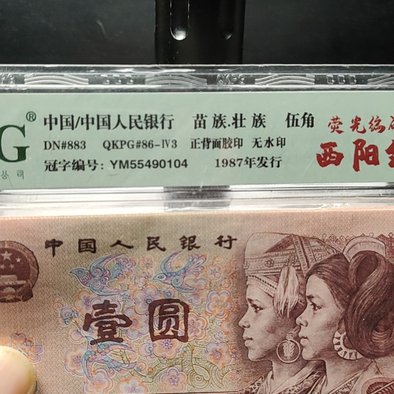 G®
中国/中国人民银行 苗族.壮族 伍角
DN#883 QKPG#86-IV3 正背面胶印 无水印
冠字编号: YM55490104 1987年发行
荧光
西阳
中国人民银行
壹圆